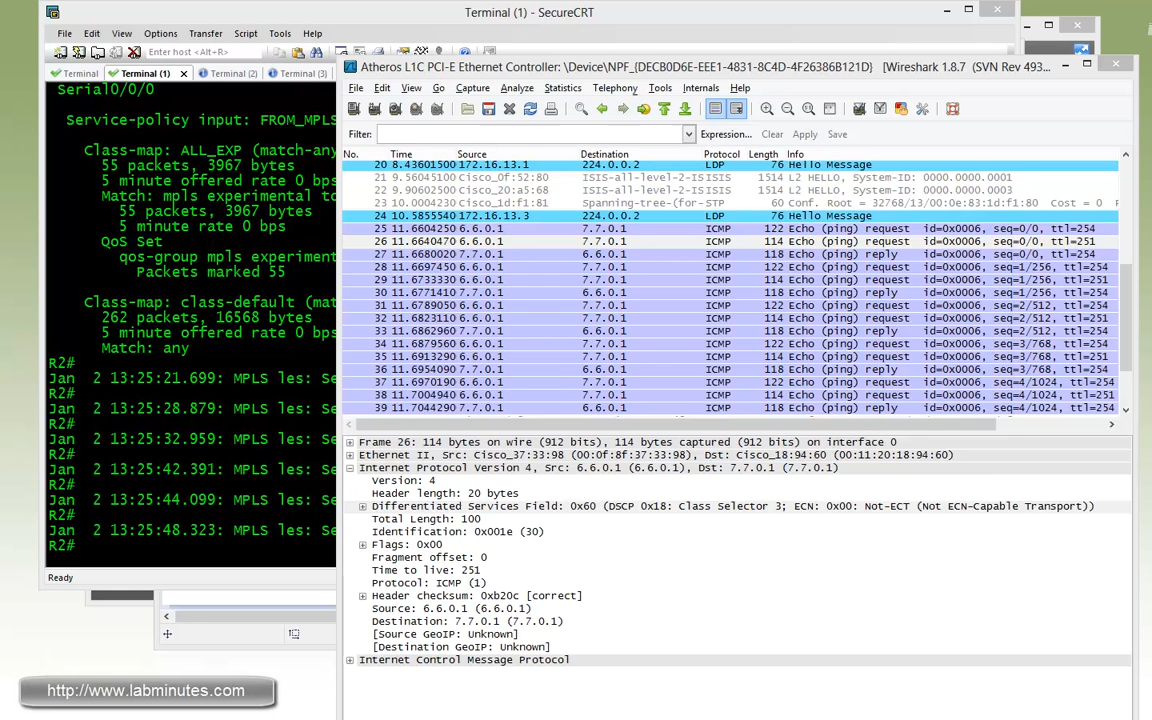 Terminal (1) - SecureCRT
File Edit View Options Transfer Script Tools Help
Enter host <Alt+R>
Terminal Terminal (1) Terminal (2) Terminal (3)
Serial0/0/0
Service-policy input: FROM_MPLS
Class-map: ALL_EXP (match-any
55 packets, 3967 bytes
5 minute offered rate 0 bps
Match: mpls experimental to
55 packets, 3967 bytes
5 minute rate 0 bps
QoS Set
qos-group mpls experiment
Packets marked 55
Class-map: class-default (mat
262 packets, 16568 bytes
5 minute offered rate 0 bps
Match: any
R2#
Jan 2 13:25:21.699: MPLS les: Se
R2#
Jan 2 13:25:28.879: MPLS les: Se
R2#
Jan 2 13:25:32.959: MPLS les: Se
R2#
Jan 2 13:25:42.391: MPLS les: Se
R2#
Jan 2 13:25:44.099: MPLS les: Se
R2#
Jan 2 13:25:48.323: MPLS les: Se
R2#
Ready
Atheros L1C PCI-E Ethernet Controller: \Device\NPF_{DECB0D6E-EEE1-4831-8C4D-4F26386B121D} [Wireshark 1.8.7 (SVN Rev 493...
File Edit View Go Capture Analyze Statistics Telephony Tools Internals Help
Filter: Expression... Clear Apply Save
No. Time Source Destination Protocol Length Info
20 8.43601500 172.16.13.1 224.0.0.2 LDP 76 Hello Message
21 9.56045100 Cisco_0f:52:80 ISIS-all-level-2-IS ISIS 1514 L2 HELLO, System-ID: 0000.0000.0001
22 9.90602500 Cisco_20:a5:68 ISIS-all-level-2-IS ISIS 1514 L2 HELLO, System-ID: 0000.0000.0003
23 10.0004230 Cisco_1d:f1:81 Spanning-tree-(for- STP 60 Conf. Root = 32768/13/00:0e:83:1d:f1:80 Cost = 0
24 10.5855540 172.16.13.3 224.0.0.2 LDP 76 Hello Message
25 11.6604250 6.6.0.1 7.7.0.1 ICMP 122 Echo (ping) request id=0x0006, seq=0/0, ttl=254
26 11.6640470 6.6.0.1 7.7.0.1 ICMP 114 Echo (ping) request id=0x0006, seq=0/0, ttl=251
27 11.6680020 7.7.0.1 6.6.0.1 ICMP 118 Echo (ping) reply id=0x0006, seq=0/0, ttl=254
28 11.6697450 6.6.0.1 7.7.0.1 ICMP 122 Echo (ping) request id=0x0006, seq=1/256, ttl=254
29 11.6733330 6.6.0.1 7.7.0.1 ICMP 114 Echo (ping) request id=0x0006, seq=1/256, ttl=251
30 11.6771410 7.7.0.1 6.6.0.1 ICMP 118 Echo (ping) reply id=0x0006, seq=1/256, ttl=254
31 11.6789050 6.6.0.1 7.7.0.1 ICMP 122 Echo (ping) request id=0x0006, seq=2/512, ttl=254
32 11.6823110 6.6.0.1 7.7.0.1 ICMP 114 Echo (ping) request id=0x0006, seq=2/512, ttl=251
33 11.6862960 7.7.0.1 6.6.0.1 ICMP 118 Echo (ping) reply id=0x0006, seq=2/512, ttl=254
34 11.6879560 6.6.0.1 7.7.0.1 ICMP 122 Echo (ping) request id=0x0006, seq=3/768, ttl=254
35 11.6913290 6.6.0.1 7.7.0.1 ICMP 114 Echo (ping) request id=0x0006, seq=3/768, ttl=251
36 11.6954090 7.7.0.1 6.6.0.1 ICMP 118 Echo (ping) reply id=0x0006, seq=3/768, ttl=254
37 11.6970190 6.6.0.1 7.7.0.1 ICMP 122 Echo (ping) request id=0x0006, seq=4/1024, ttl=254
38 11.7004940 6.6.0.1 7.7.0.1 ICMP 114 Echo (ping) request id=0x0006, seq=4/1024, ttl=251
39 11.7044290 7.7.0.1 6.6.0.1 ICMP 118 Echo (ping) reply id=0x0006, seq=4/1024, ttl=254
Frame 26: 114 bytes on wire (912 bits), 114 bytes captured (912 bits) on interface 0
Ethernet II, Src: Cisco_37:33:98 (00:0f:8f:37:33:98), Dst: Cisco_18:94:60 (00:11:20:18:94:60)
Internet Protocol Version 4, Src: 6.6.0.1 (6.6.0.1), Dst: 7.7.0.1 (7.7.0.1)
Version: 4
Header length: 20 bytes
Differentiated Services Field: 0x60 (DSCP 0x18: Class Selector 3; ECN: 0x00: Not-ECT (Not ECN-Capable Transport))
Total Length: 100
Identification: 0x001e (30)
Flags: 0x00
Fragment offset: 0
Time to live: 251
Protocol: ICMP (1)
Header checksum: 0xb20c [correct]
Source: 6.6.0.1 (6.6.0.1)
Destination: 7.7.0.1 (7.7.0.1)
[Source GeoIP: Unknown]
[Destination GeoIP: Unknown]
Internet Control Message Protocol
http://www.labminutes.com